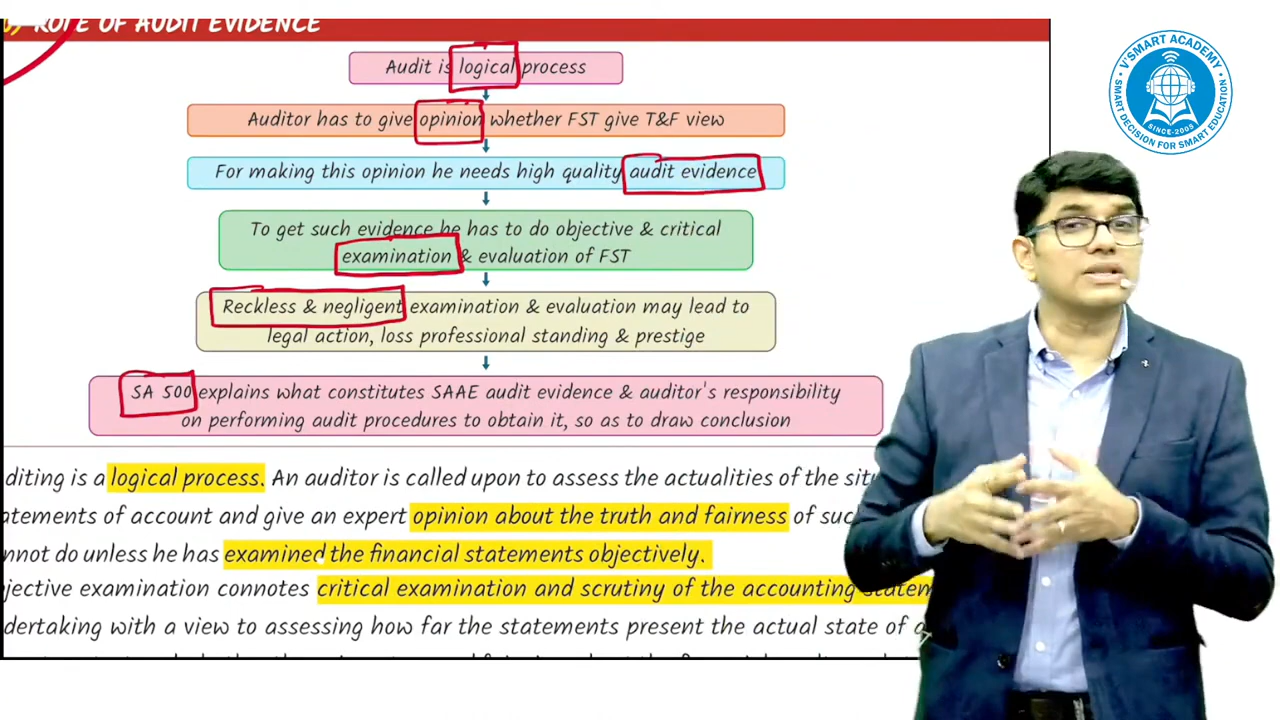 ROLE OF AUDIT EVIDENCE
Audit is logical process
Auditor has to give opinion whether FST give T&F view
For making this opinion he needs high quality audit evidence
To get such evidence he has to do objective & critical
examination & evaluation of FST
Reckless & negligent examination & evaluation may lead to
legal action, loss professional standing & prestige
SA 500 explains what constitutes SAAE audit evidence & auditor's responsibility
on performing audit procedures to obtain it, so as to draw conclusion
diting is a logical process. An auditor is called upon to assess the actualities of the situ
atements of account and give an expert opinion about the truth and fairness of suc
nnot do unless he has examined the financial statements objectively.
jective examination connotes critical examination and scrutiny of the accounting statem
dertaking with a view to assessing how far the statements present the actual state of a
V'SMART ACADEMY
SINCE-2005
SMART DECISION FOR SMART EDUCATION